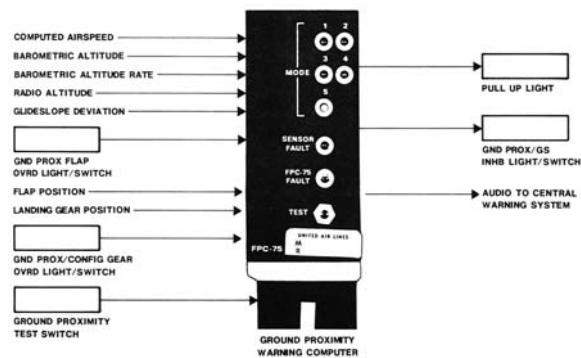 COMPUTED AIRSPEED
BAROMETRIC ALTITUDE
BAROMETRIC ALTITUDE RATE
RADIO ALTITUDE
GLIDESLOPE DEVIATION
GND PROX FLAP
OVRD LIGHT/SWITCH
FLAP POSITION
LANDING GEAR POSITION
GND PROX/CONFIG GEAR
OVRD LIGHT/SWITCH
GROUND PROXIMITY
TEST SWITCH
1 2
3 4
MODE
5
SENSOR
FAULT
FPC-75
FAULT
TEST
UNITED AIR LINES
M
FPC-75
GROUND PROXIMITY
WARNING COMPUTER
PULL UP LIGHT
GND PROX/GS
INHB LIGHT/SWITCH
AUDIO TO CENTRAL
WARNING SYSTEM